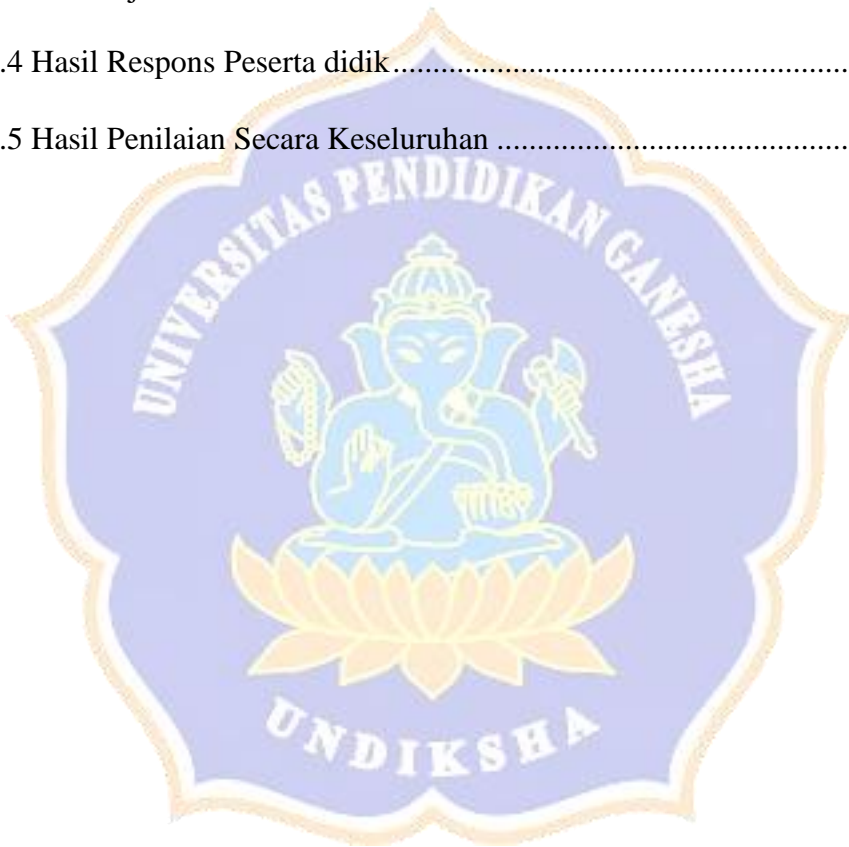 .4 Hasil Respons Peserta didik........................................................
.5 Hasil Penilaian Secara Keseluruhan ...........................................
UNIVERSITAS PENDIDIKAN GANESHA
UNDIKSHA